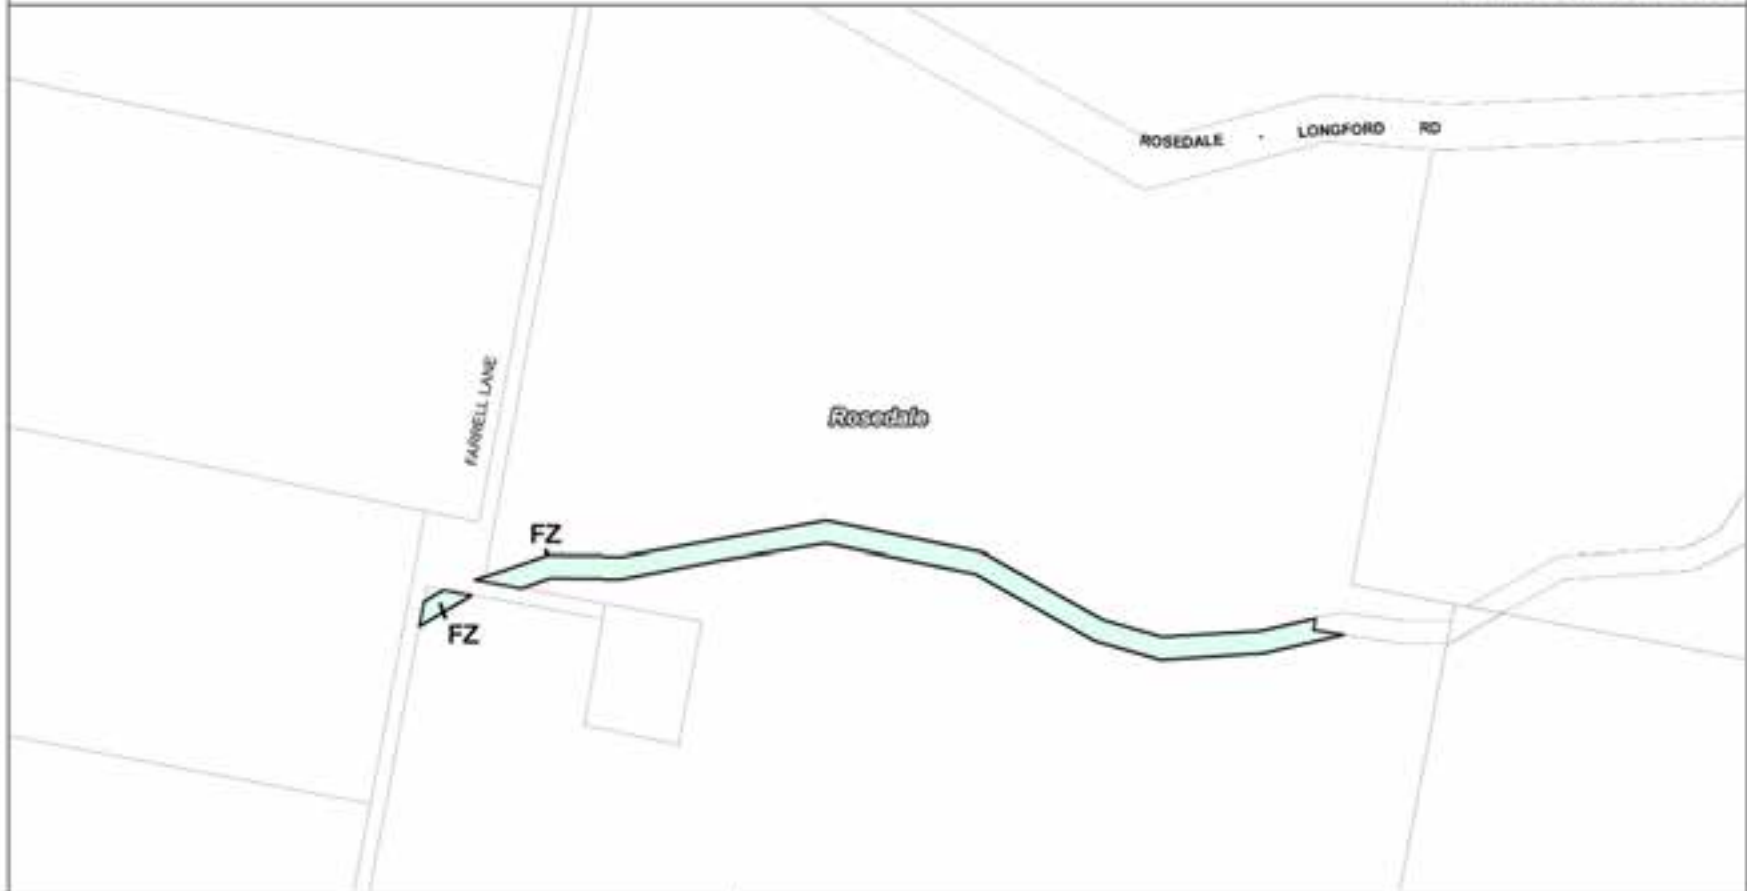 ROSEDALE - LONGFORD RD
FARRELL LANE
Rosedale
FZ
FZ